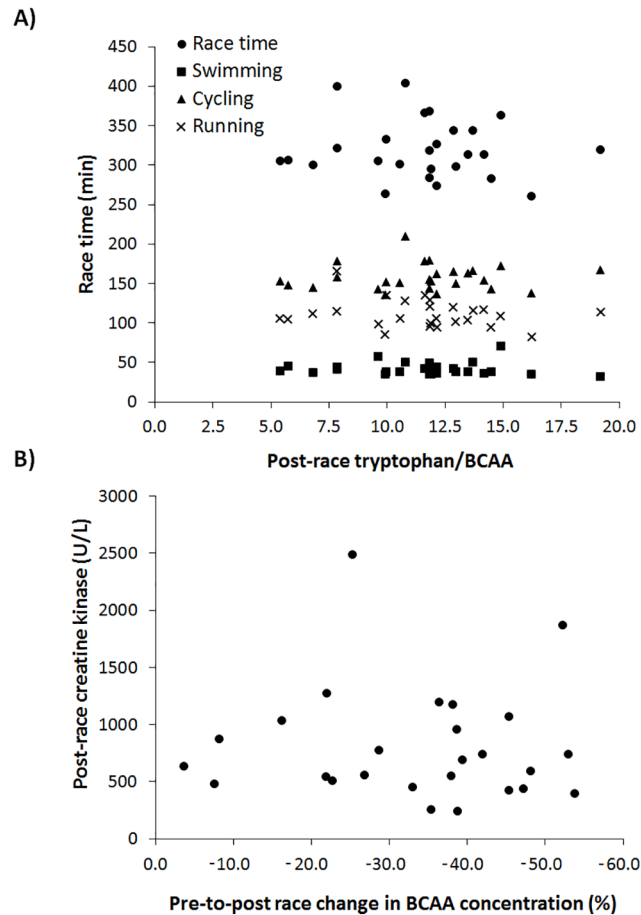 A)
Race time
Swimming
Cycling
Running
Race time (min)
450
400
350
300
250
200
150
100
50
0
0.0 2.5 5.0 7.5 10.0 12.5 15.0 17.5 20.0
Post-race tryptophan/BCAA
B)
Post-race creatine kinase (U/L)
3000
2500
2000
1500
1000
500
0
0.0 -10.0 -20.0 -30.0 -40.0 -50.0 -60.0
Pre-to-post race change in BCAA concentration (%)